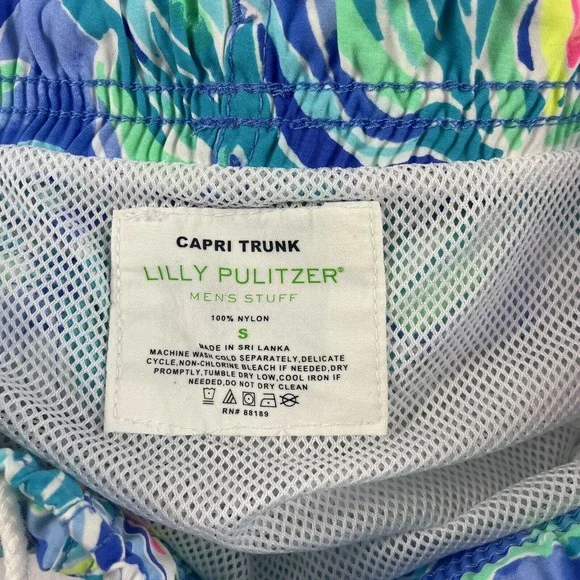 CAPRI TRUNK
LILLY PULITZER®
MEN'S STUFF
100% NYLON
S
MADE IN SRI LANKA
MACHINE WASH COLD SEPARATELY,DELICATE
CYCLE,NON-CHLORINE BLEACH IF NEEDED,DRY
PROMPTLY,TUMBLE DRY LOW,COOL IRON IF
NEEDED,DO NOT DRY CLEAN
RN# 88189